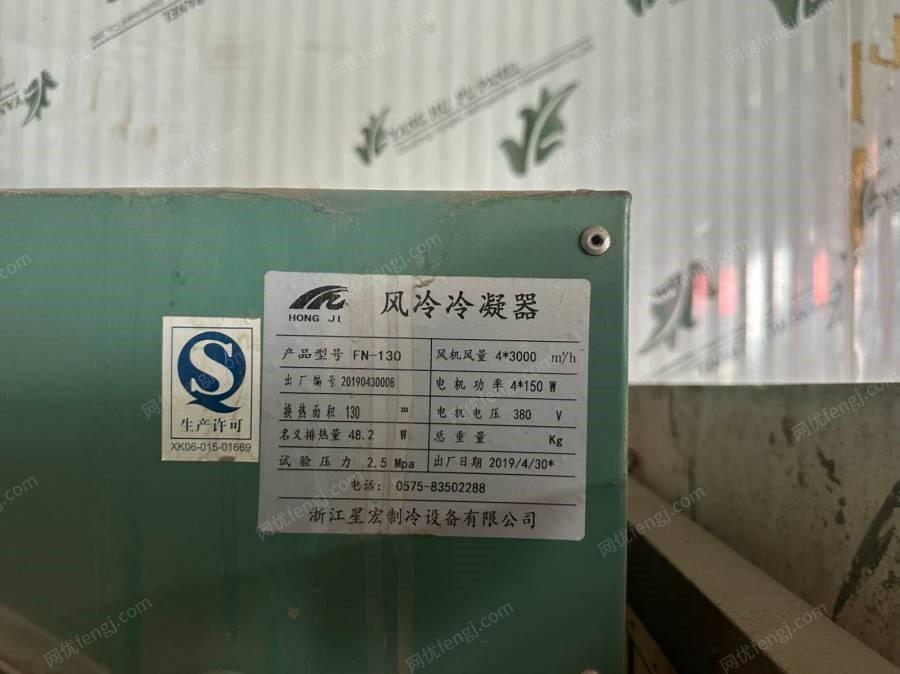 HONG JI
风冷冷凝器
产品型号 FN-130
风机风量 4*3000 m³/h
出厂编号 20190430008
电机功率 4*150 W
换热面积 130 m
电机电压 380 V
名义排热量 48.2 W
总重量 Kg
试验压力 2.5 Mpa
出厂日期 2019/4/30*
电话: 0575-83502288
浙江星宏制冷设备有限公司
生产许可
XK06-015-01669
网优fengj.com